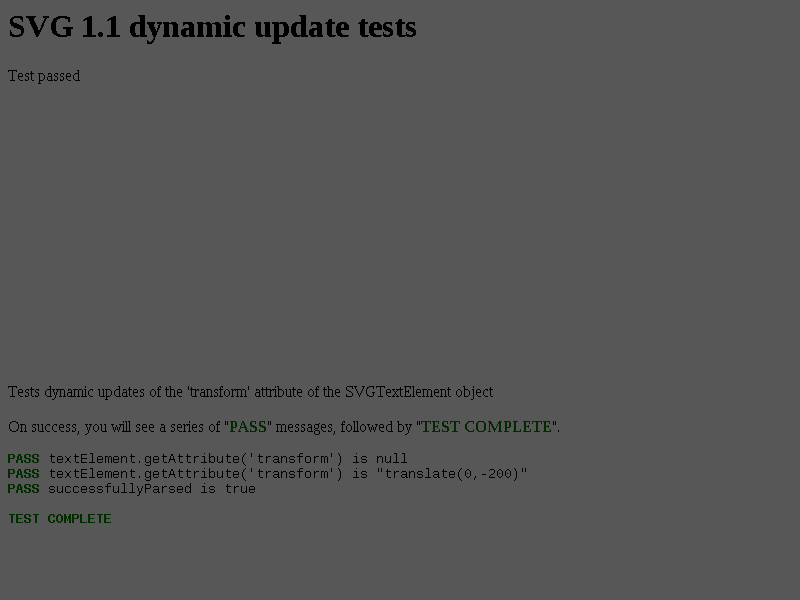 SVG 1.1 dynamic update tests
Test passed
Tests dynamic updates of the 'transform' attribute of the SVGTextElement object
On success, you will see a series of "PASS" messages, followed by "TEST COMPLETE".
PASS textElement.getAttribute('transform') is null
PASS textElement.getAttribute('transform') is "translate(0,-200)"
PASS successfullyParsed is true
TEST COMPLETE